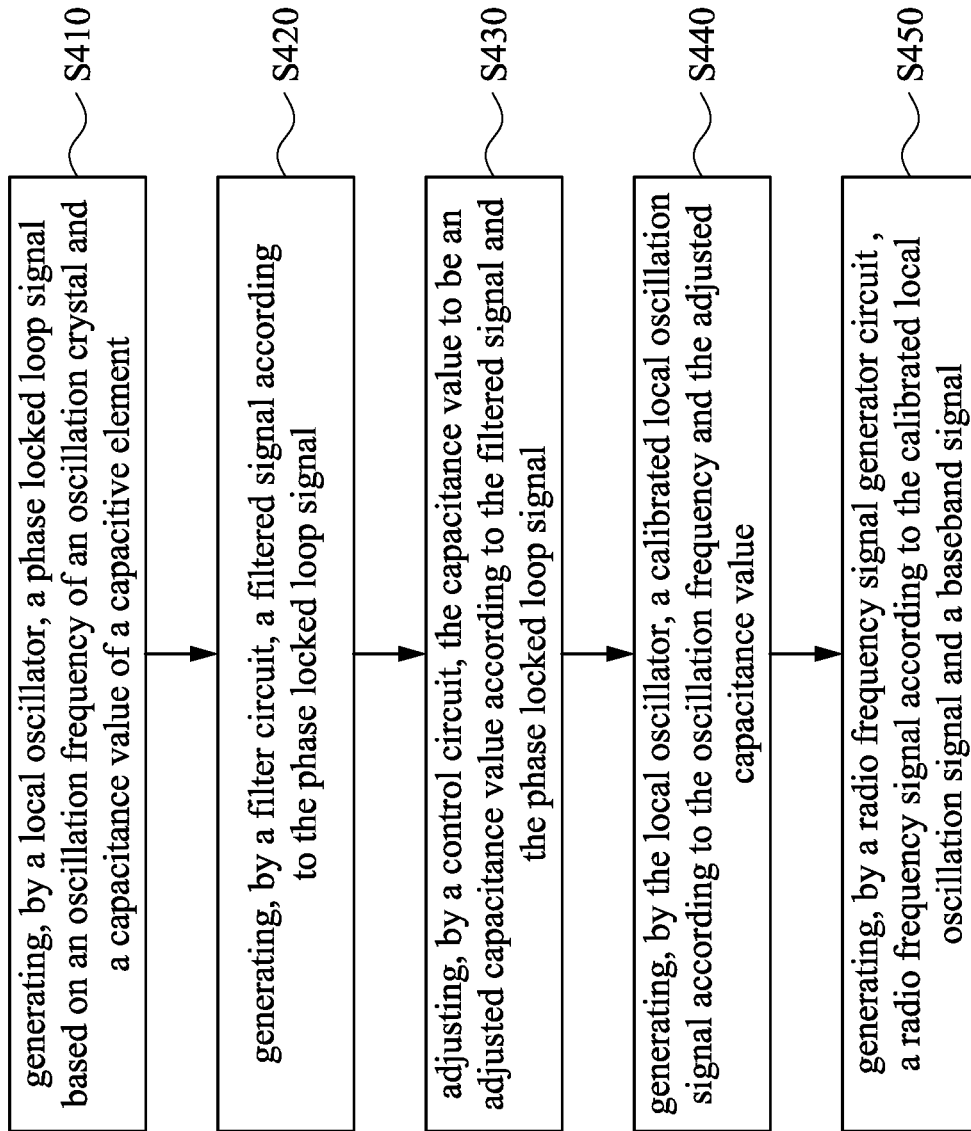 generating, by a local oscillator, a phase locked loop signal
based on an oscillation frequency of an oscillation crystal and
a capacitance value of a capacitive element
S410
generating, by a filter circuit, a filtered signal according
to the phase locked loop signal
S420
adjusting, by a control circuit, the capacitance value to be an
adjusted capacitance value according to the filtered signal and
the phase locked loop signal
S430
generating, by the local oscillator, a calibrated local oscillation
signal according to the oscillation frequency and the adjusted
capacitance value
S440
generating, by a radio frequency signal generator circuit ,
a radio frequency signal according to the calibrated local
oscillation signal and a baseband signal
S450